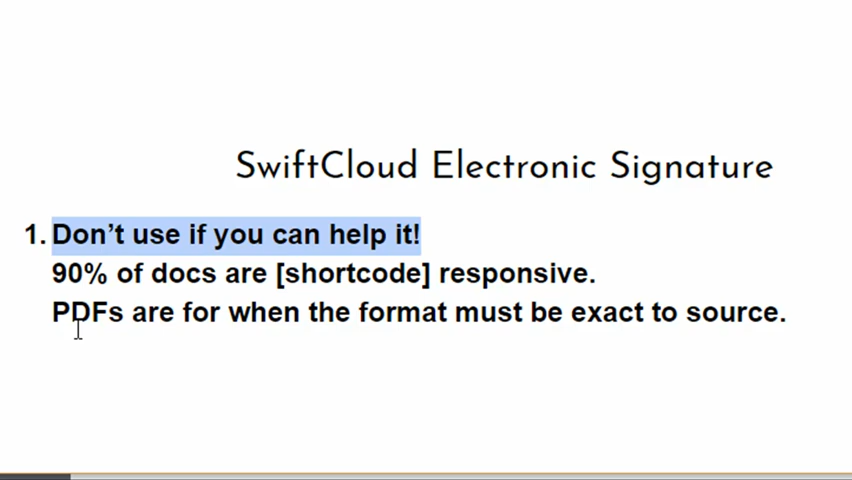 SwiftCloud Electronic Signature
1. Don’t use if you can help it!
90% of docs are [shortcode] responsive.
PDFs are for when the format must be exact to source.